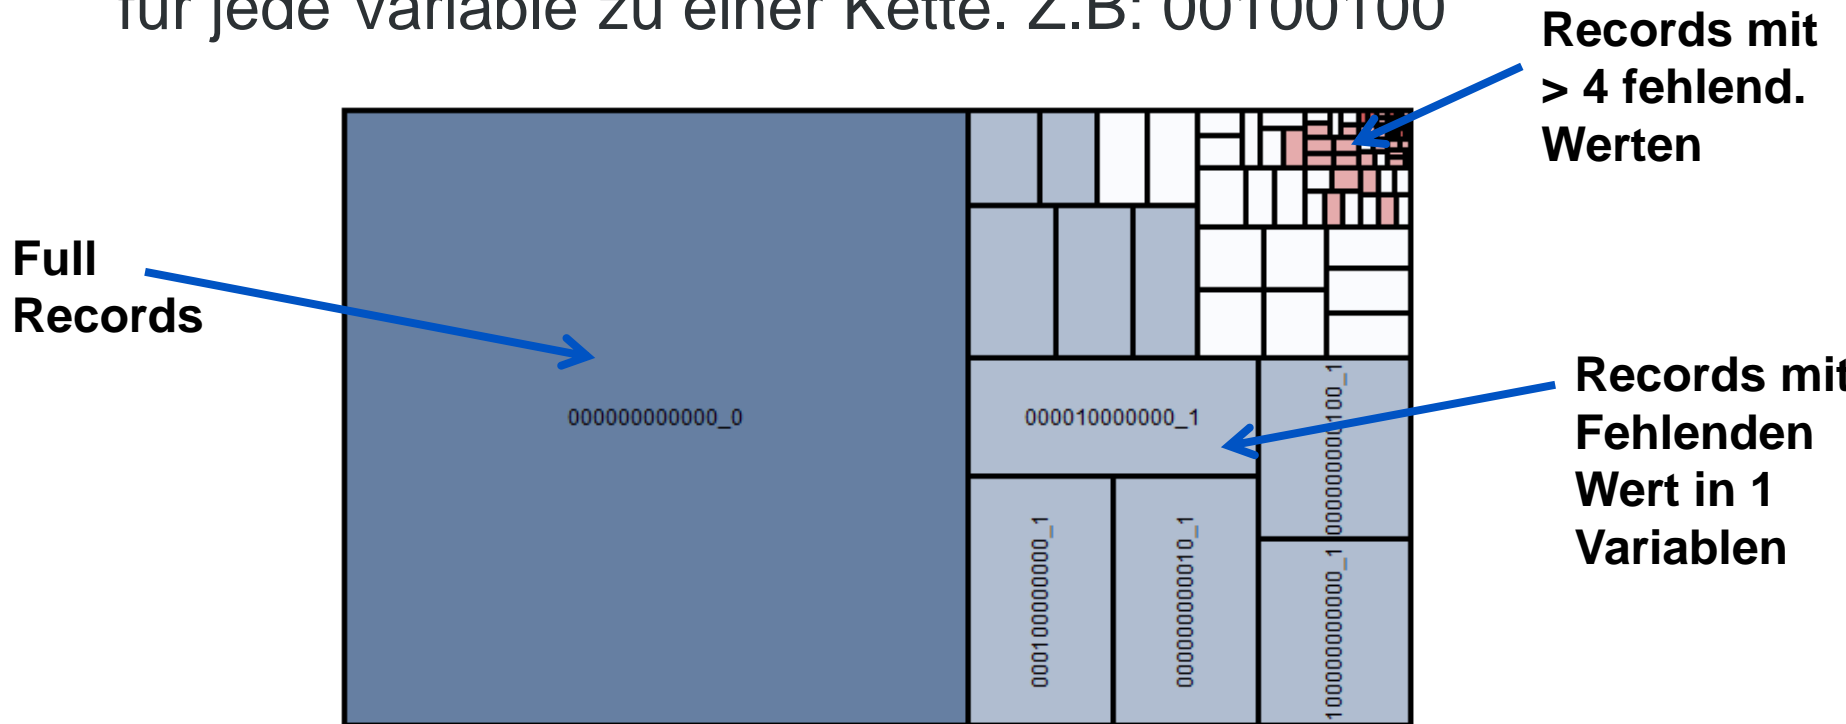 für jede Variable zu einer Kette. Z.B: 00100100
Records mit
> 4 fehlend.
Werten
Full
Records
000000000000_0
000010000000_1
000000000100_1
Records mit
Fehlenden
Wert in 1
Variablen
000100000000_1
000000000010_1
100000000000_1